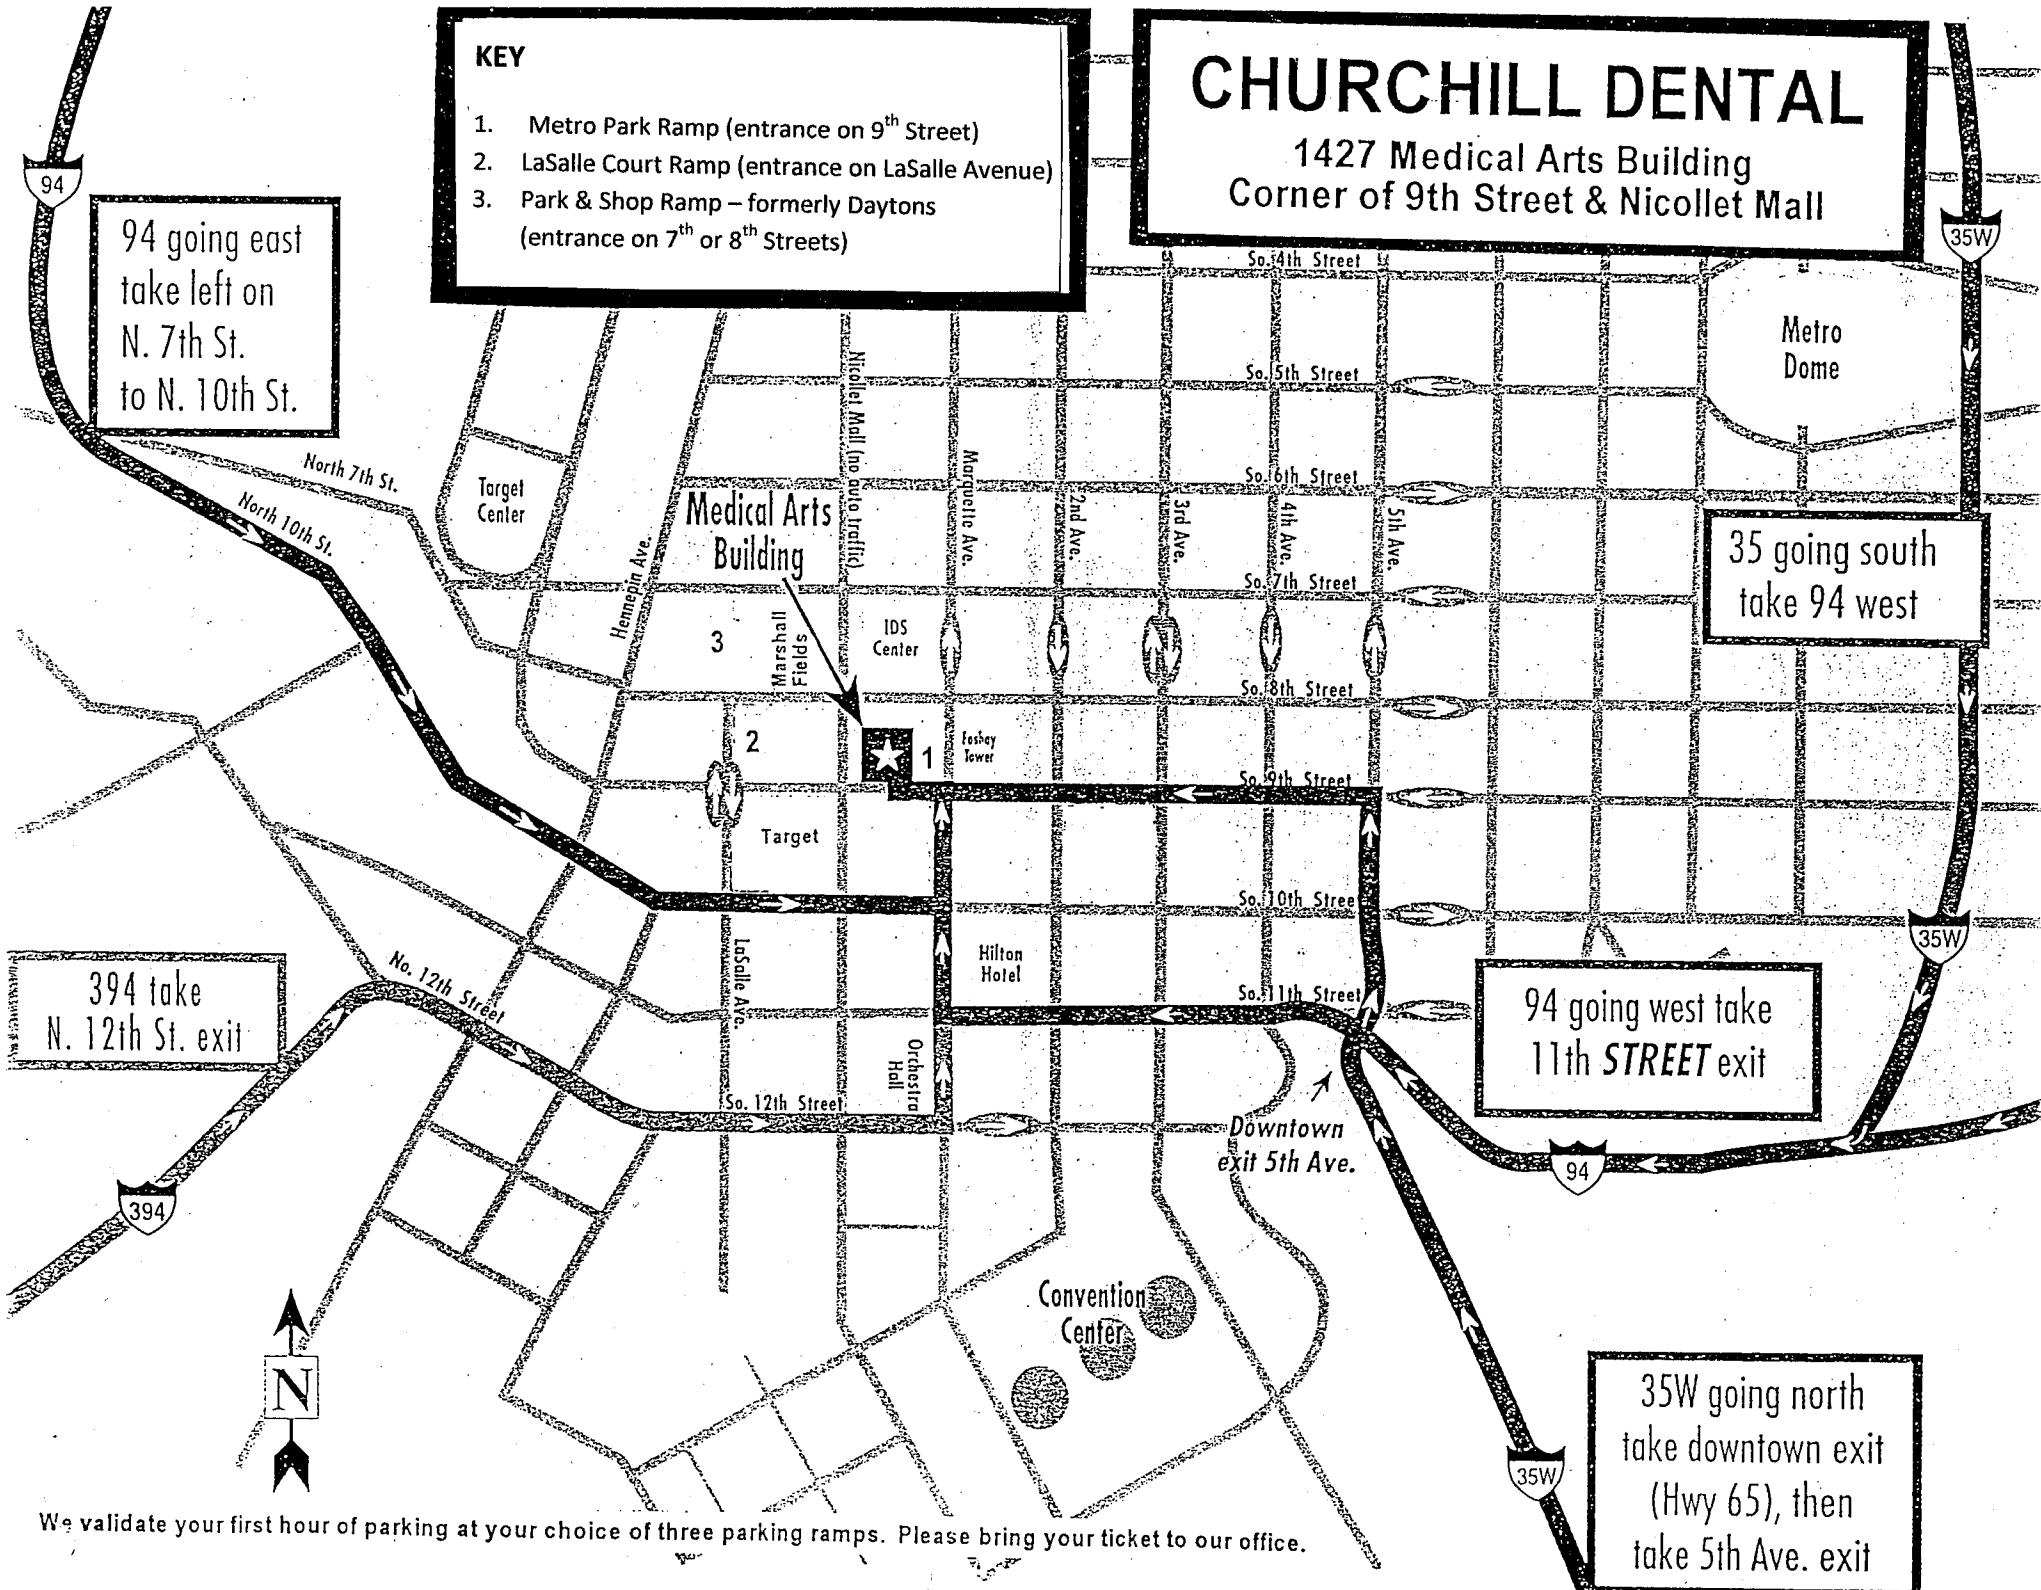 KEY
1. Metro Park Ramp (entrance on 9th Street)
2. LaSalle Court Ramp (entrance on LaSalle Avenue)
3. Park & Shop Ramp – formerly Daytons
(entrance on 7th or 8th Streets)
CHURCHILL DENTAL
1427 Medical Arts Building
Corner of 9th Street & Nicollet Mall
94
94 going east
take left on
N. 7th St.
to N. 10th St.
35W
So. 4th Street
Metro
Dome
So. 5th Street
Nicollet Mall (no auto traffic)
North 7th St.
North 10th St.
Target
Center
Medical Arts
Building
Hennepin Ave.
Marquette Ave.
2nd Ave.
3rd Ave.
4th Ave.
5th Ave.
So. 6th Street
35 going south
take 94 west
So. 7th Street
3
Marshall
Fields
IDS
Center
So. 8th Street
2
1
Foshay
Tower
So. 9th Street
Target
So. 10th Street
LaSalle Ave.
Hilton
Hotel
35W
394 take
N. 12th St. exit
No. 12th Street
So. 11th Street
94 going west take
11th STREET exit
Orchestra
Hall
So. 12th Street
Downtown
exit 5th Ave.
94
394
Convention
Center
N
35W
35W going north
take downtown exit
(Hwy 65), then
take 5th Ave. exit
We validate your first hour of parking at your choice of three parking ramps. Please bring your ticket to our office.